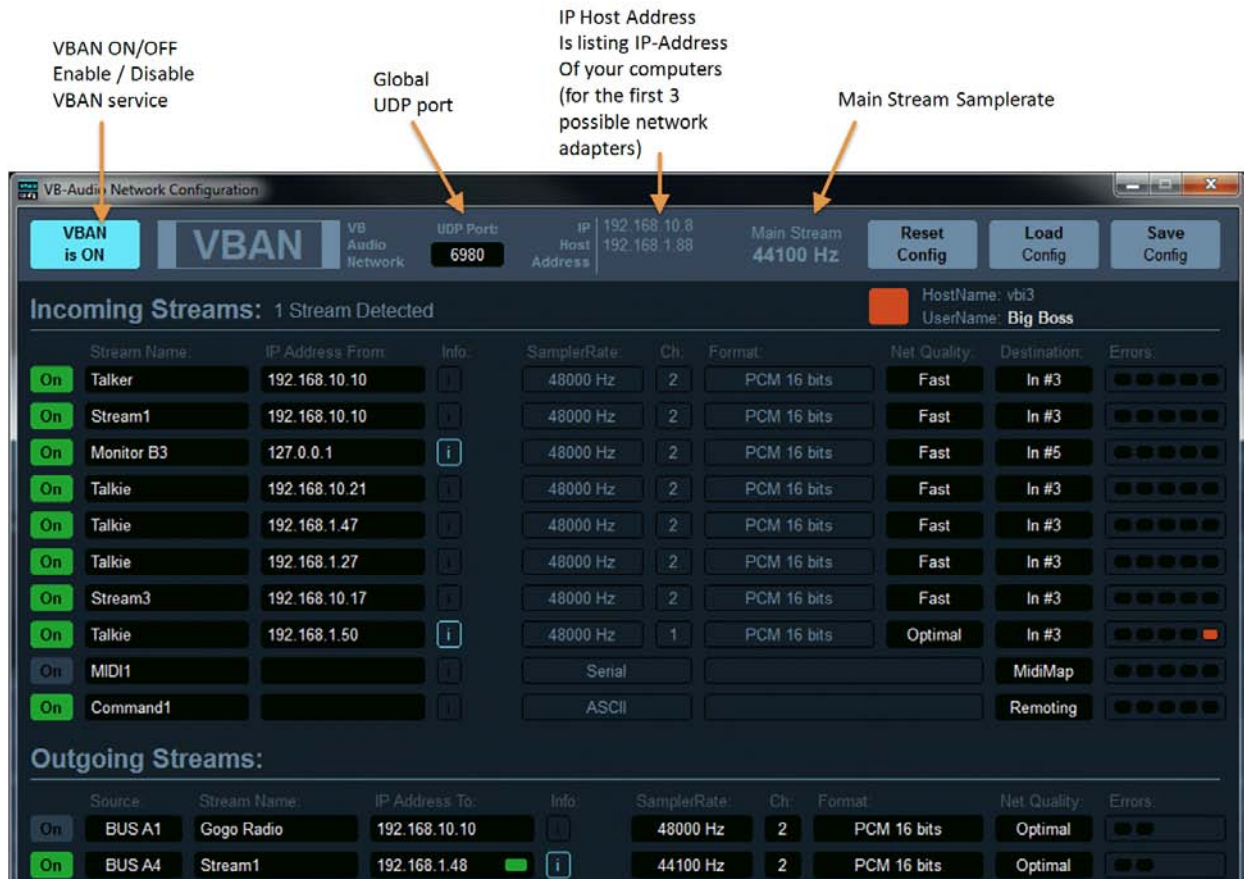 VBAN ON/OFF
Enable / Disable
VBAN service
Global
UDP port
IP Host Address
Is listing IP-Address
Of your computers
(for the first 3
possible network
adapters)
Main Stream Samplerate
VB-Audio Network Configuration
VBAN
is ON
VBAN
VB
Audio
Network
UDP Port:
6980
IP
Host
Address
192.168.10.8
192.168.1.88
Main Stream
44100 Hz
Reset
Config
Load
Config
Save
Config
Incoming Streams: 1 Stream Detected
HostName: vbi3
UserName: Big Boss
Stream Name: IP Address From: Info: SamplerRate: Ch: Format: Net Quality: Destination: Errors:
On Talker 192.168.10.10 i 48000 Hz 2 PCM 16 bits Fast In #3
On Stream1 192.168.10.10 i 48000 Hz 2 PCM 16 bits Fast In #3
On Monitor B3 127.0.0.1 i 48000 Hz 2 PCM 16 bits Fast In #5
On Talkie 192.168.10.21 i 48000 Hz 2 PCM 16 bits Fast In #3
On Talkie 192.168.1.47 i 48000 Hz 2 PCM 16 bits Fast In #3
On Talkie 192.168.1.27 i 48000 Hz 2 PCM 16 bits Fast In #3
On Stream3 192.168.10.17 i 48000 Hz 2 PCM 16 bits Fast In #3
On Talkie 192.168.1.50 i 48000 Hz 1 PCM 16 bits Optimal In #3
On MIDI1 i Serial MidiMap
On Command1 i ASCII Remoting
Outgoing Streams:
Source: Stream Name: IP Address To: Info: SamplerRate: Ch: Format: Net Quality: Errors:
On BUS A1 Gogo Radio 192.168.10.10 i 48000 Hz 2 PCM 16 bits Optimal
On BUS A4 Stream1 192.168.1.48 i 44100 Hz 2 PCM 16 bits Optimal